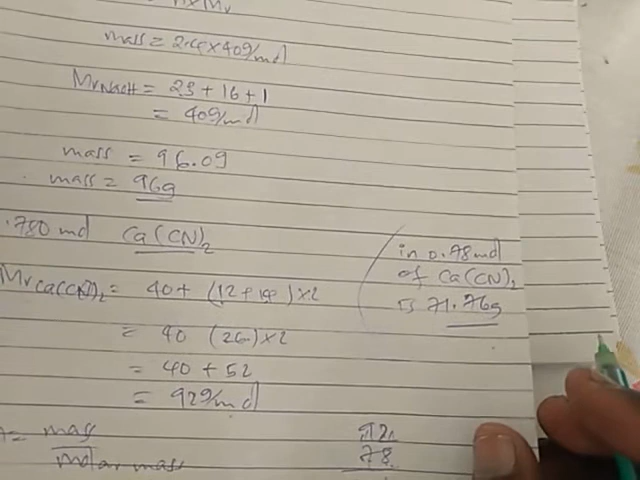 mass = 2.4 x 40g/mol
Mr NaOH = 23 + 16 + 1
= 40g/mol
mass = 96.0g
mass = 96g
.780 mol Ca(CN)2
in 0.78mol
of Ca(CN)2
is 71.76g
Mr Ca(CN)2 = 40 + (12 + 14) x 2
= 40 (26) x 2
= 40 + 52
= 92g/mol
= mass
molar mass
78